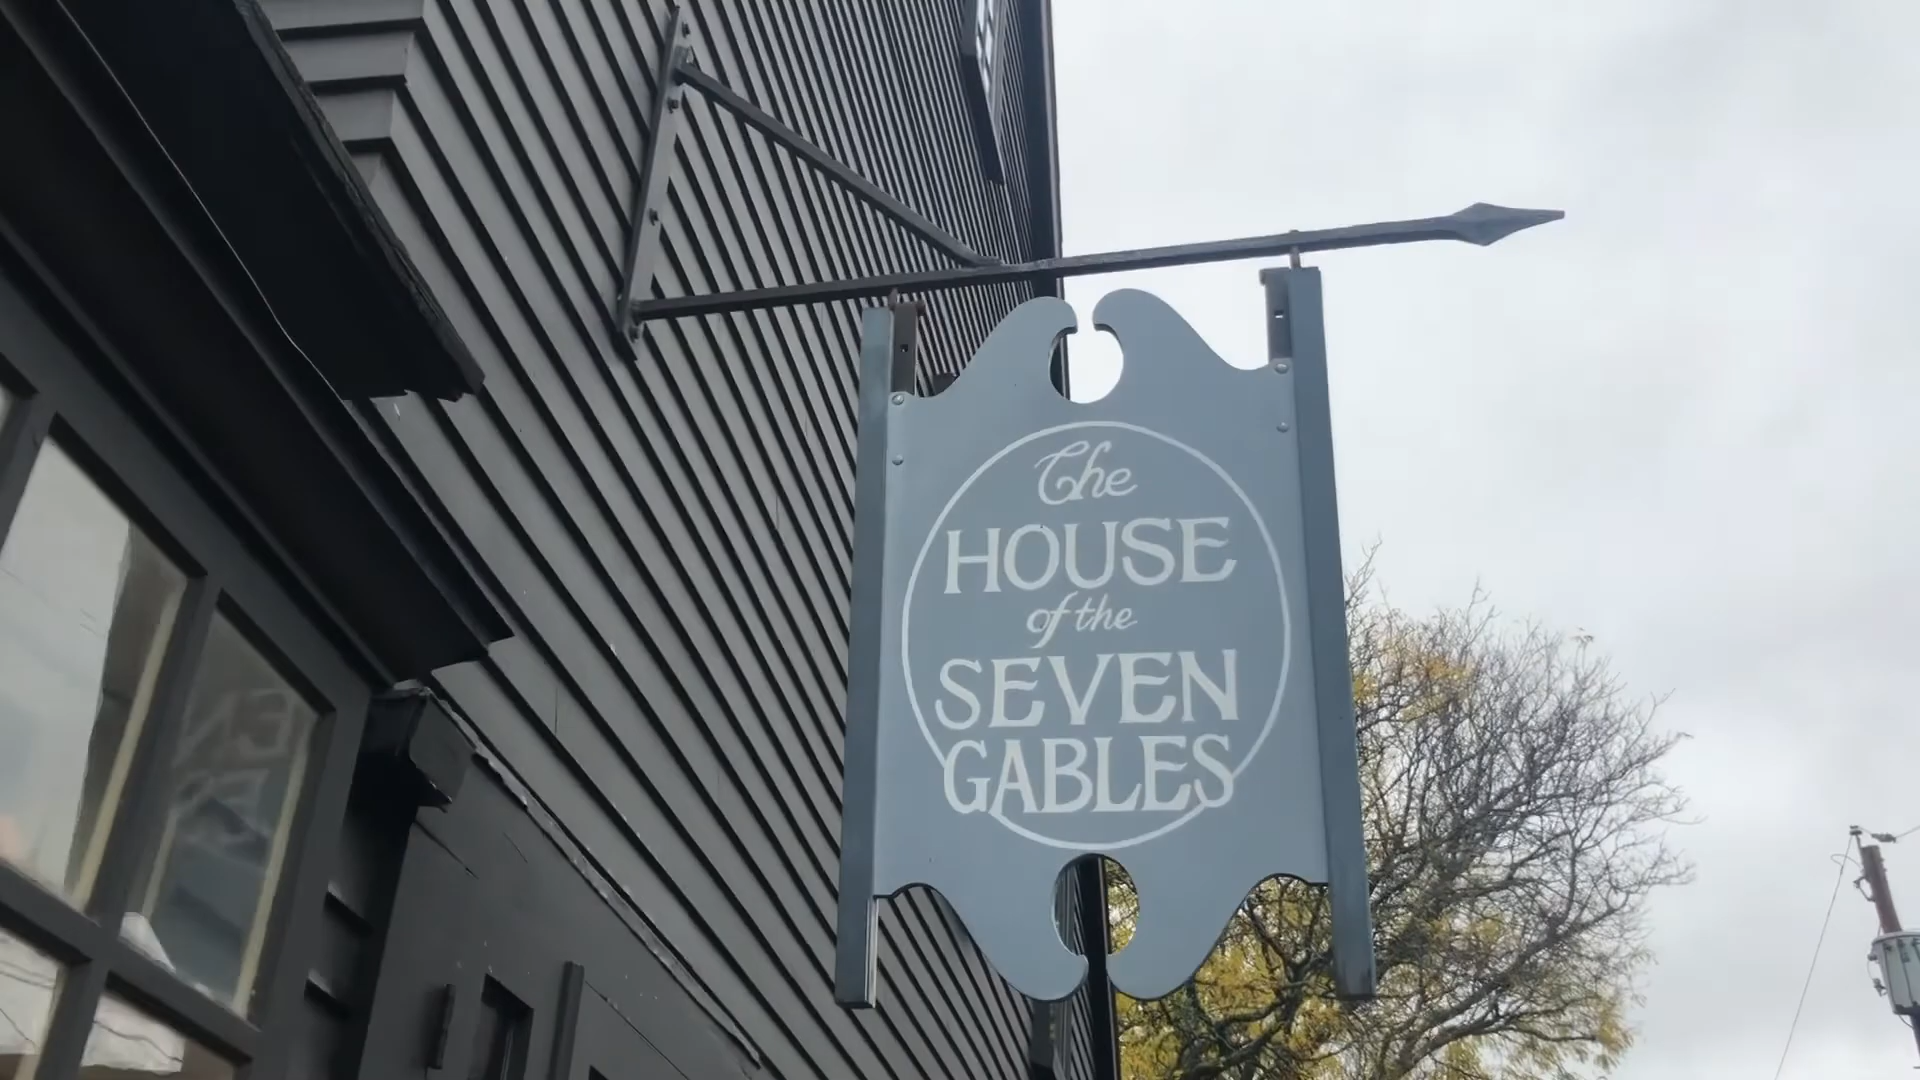 The
HOUSE
of the
SEVEN
GABLES